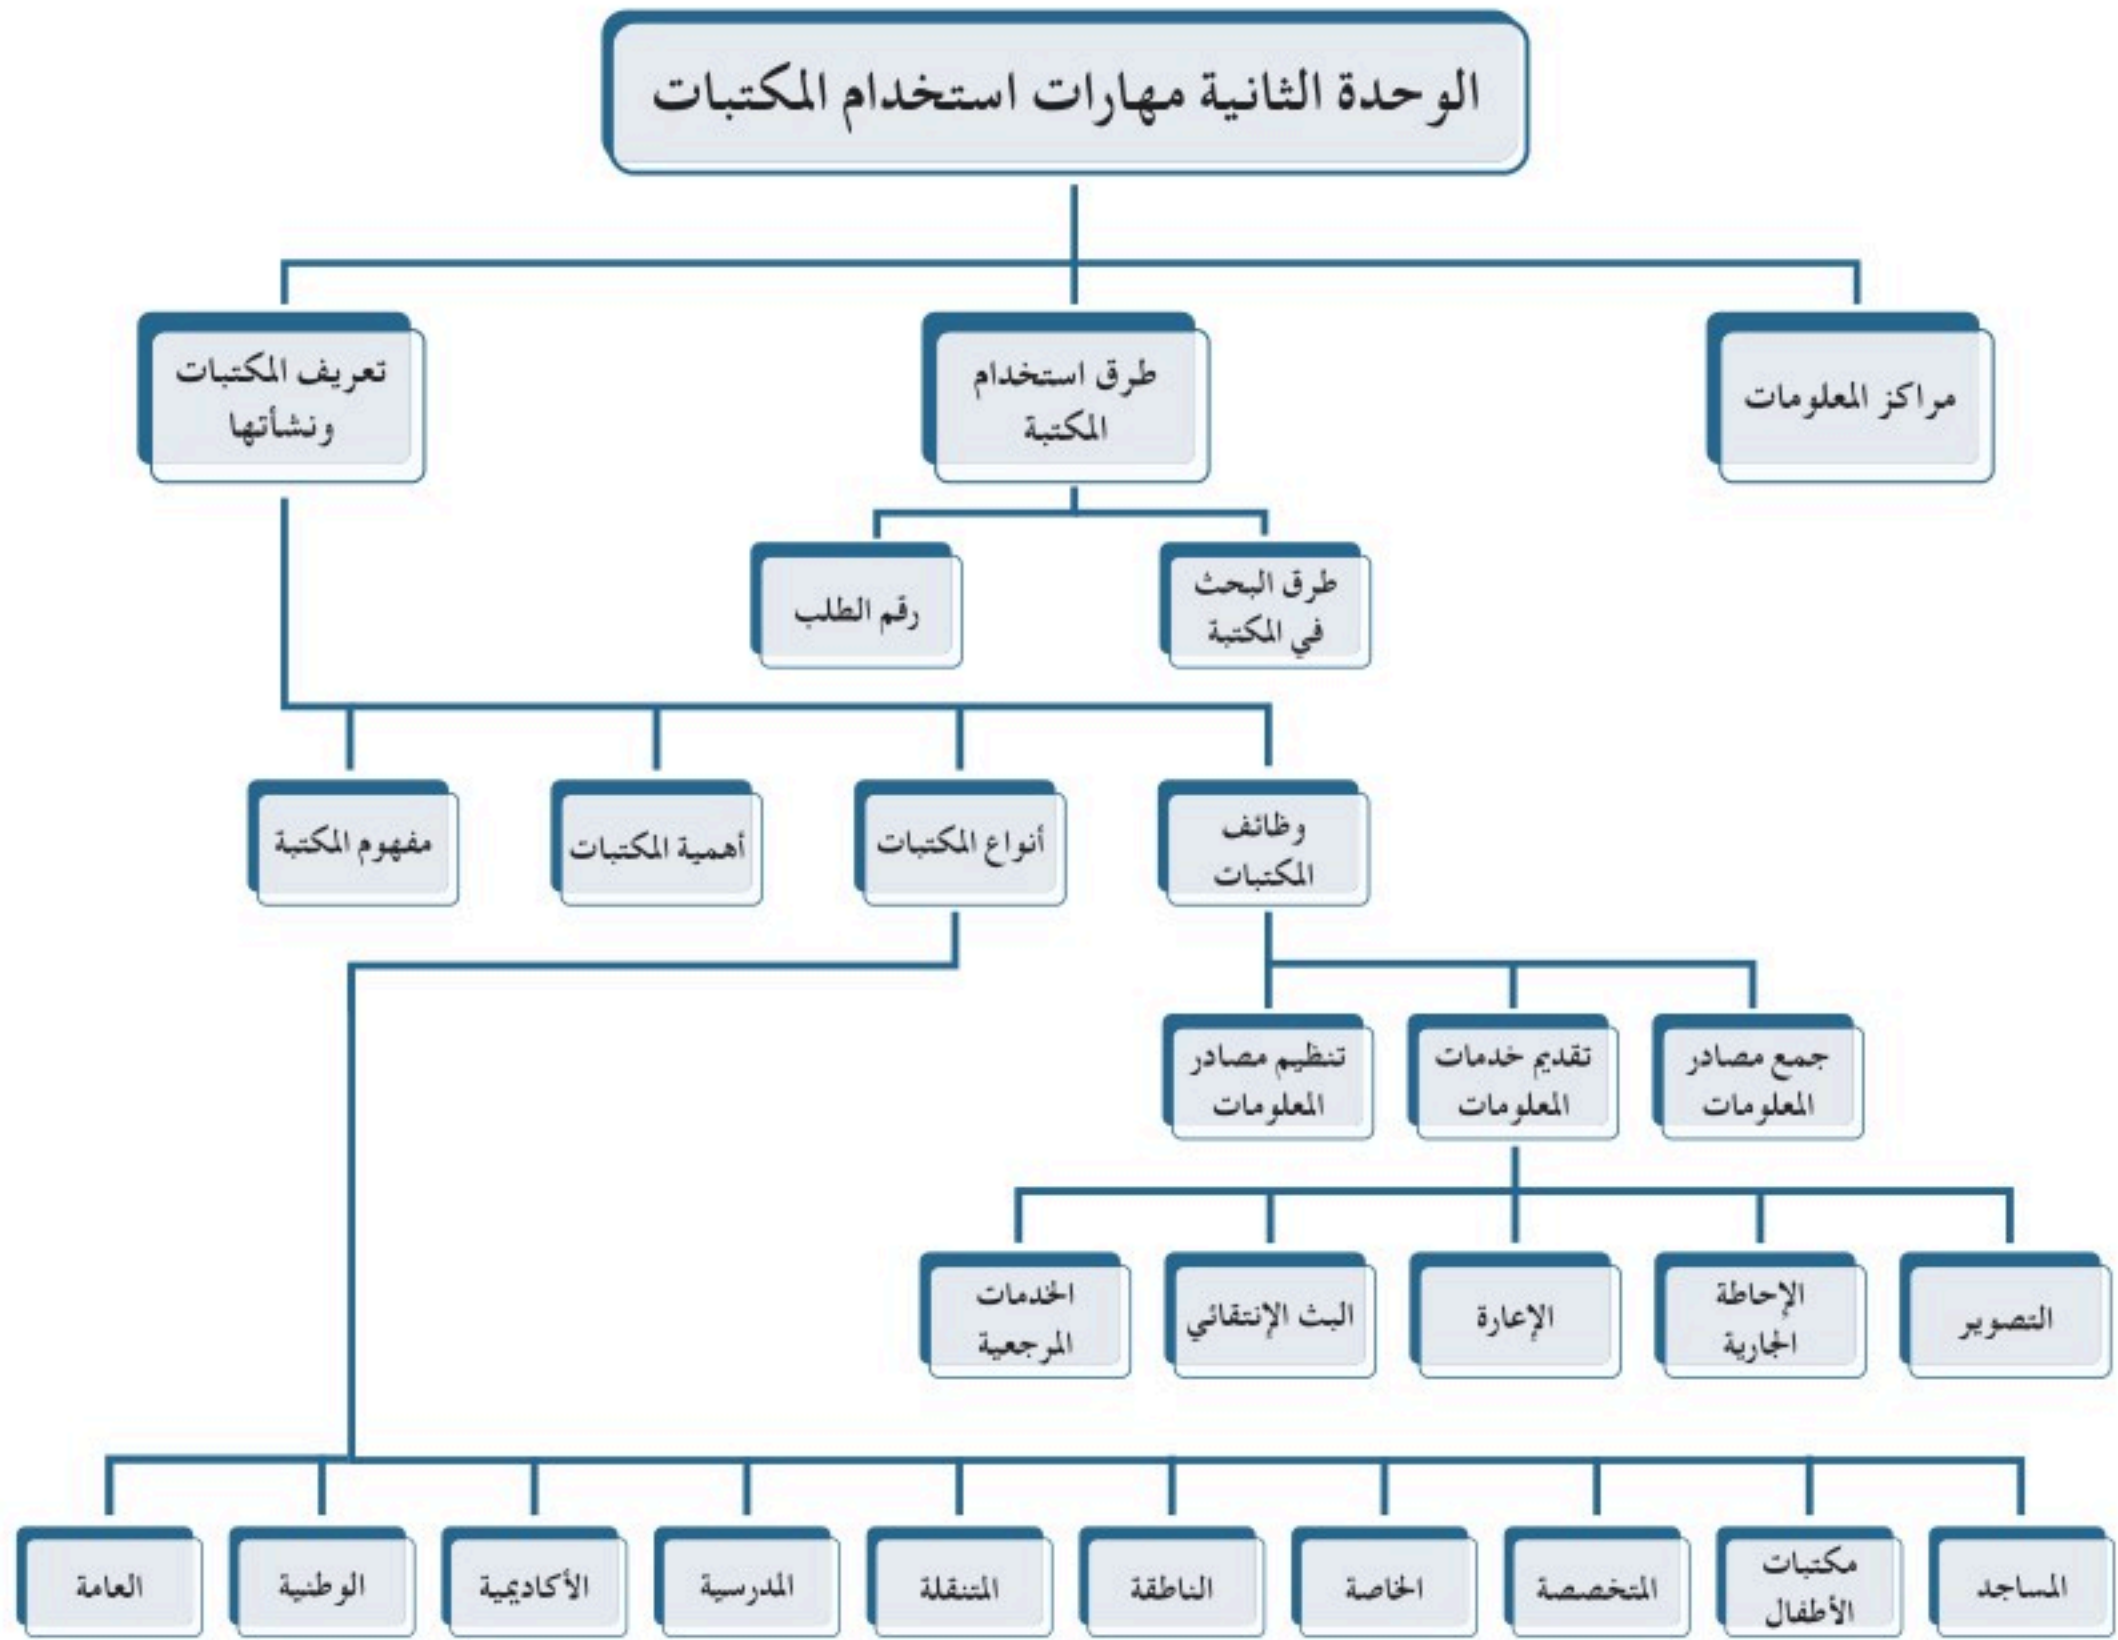 الوحدة الثانية مهارات استخدام المكتبات
مراكز المعلومات
طرق استخدام
المكتبة
تعريف المكتبات
ونشأتها
طرق البحث
في المكتبة
رقم الطلب
وظائف
المكتبات
أنواع المكتبات
أهمية المكتبات
مفهوم المكتبة
جمع مصادر
المعلومات
تقديم خدمات
المعلومات
تنظيم مصادر
المعلومات
التصوير
الإحاطة
الجارية
الإعارة
البث الإنتقائي
الخدمات
المرجعية
المساجد
مكتبات
الأطفال
المتخصصة
الخاصة
الناطقة
المتنقلة
المدرسية
الأكاديمية
الوطنية
العامة